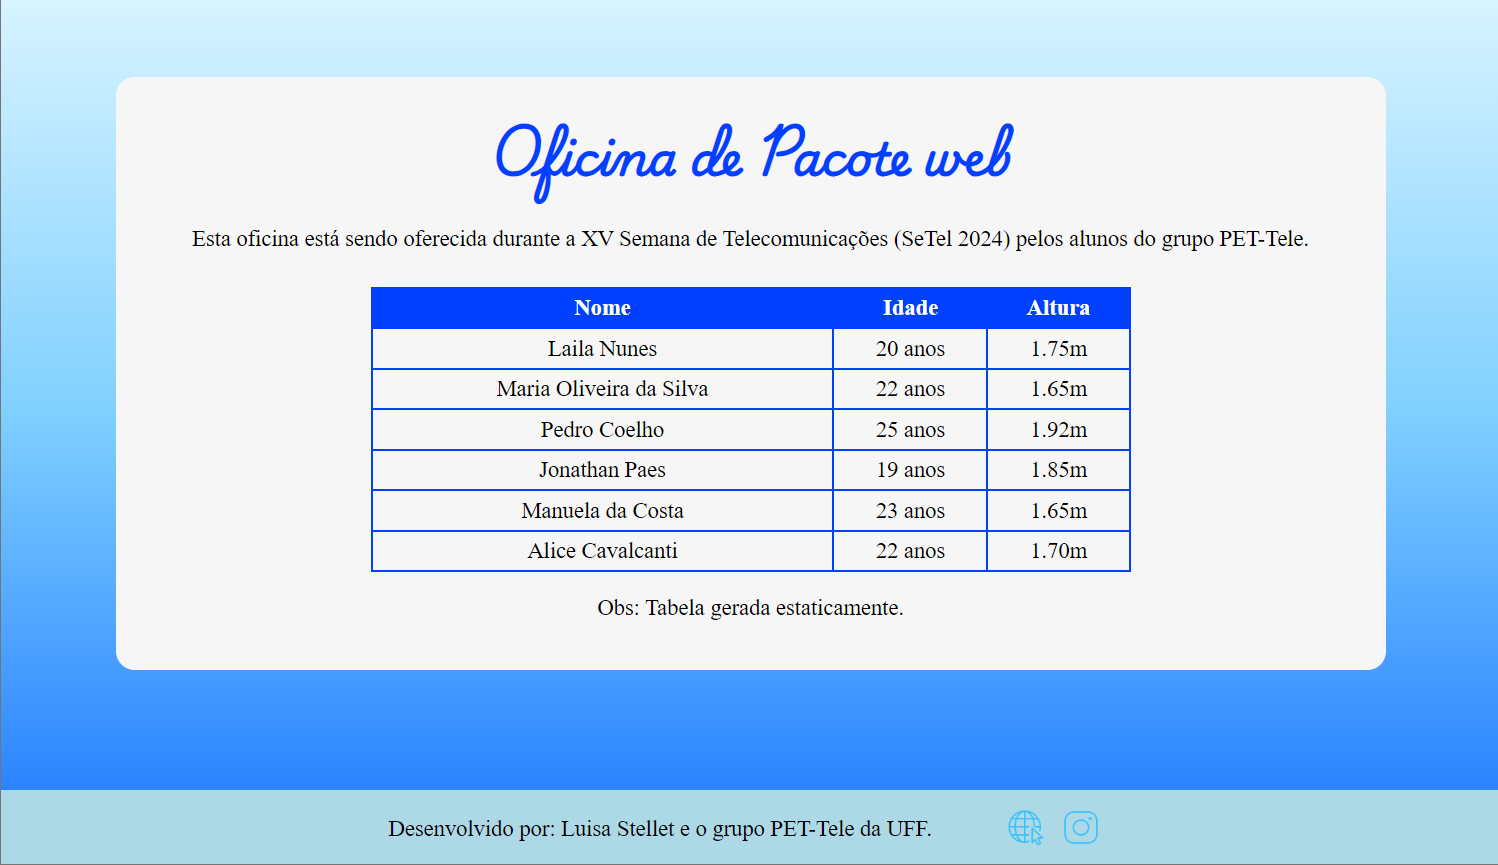 Oficina de Pacote web
Esta oficina está sendo oferecida durante a XV Semana de Telecomunicações (SeTel 2024) pelos alunos do grupo PET-Tele.
Nome Idade Altura
Laila Nunes 20 anos 1.75m
Maria Oliveira da Silva 22 anos 1.65m
Pedro Coelho 25 anos 1.92m
Jonathan Paes 19 anos 1.85m
Manuela da Costa 23 anos 1.65m
Alice Cavalcanti 22 anos 1.70m
Obs: Tabela gerada estaticamente.
Desenvolvido por: Luisa Stellet e o grupo PET-Tele da UFF.